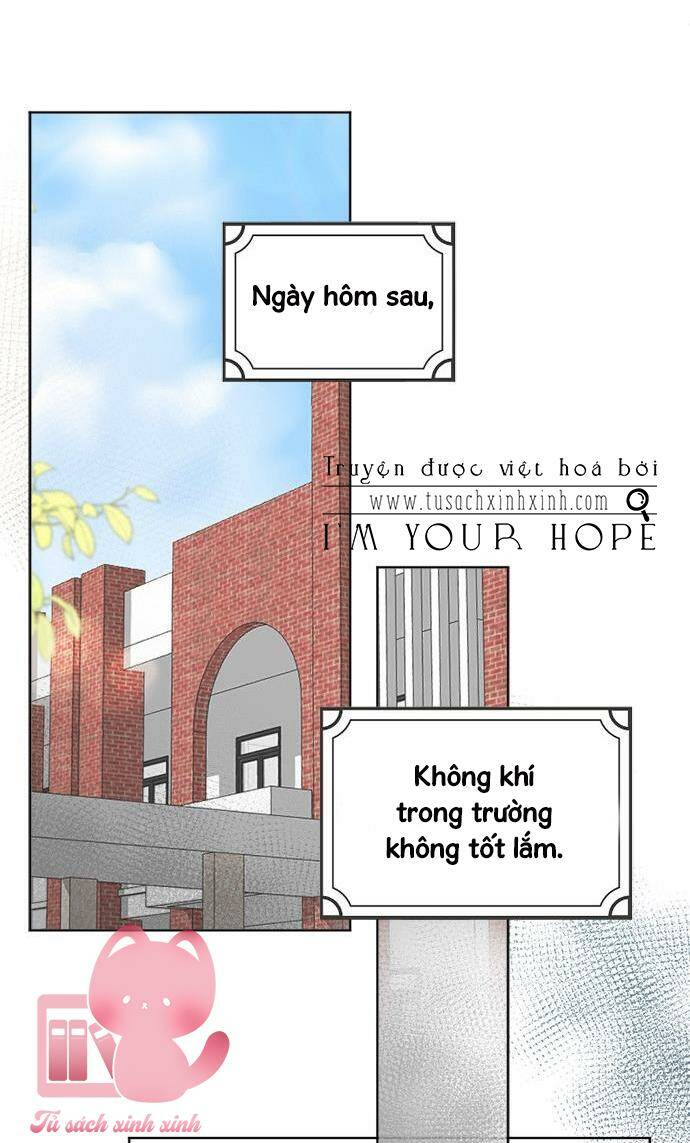 Ngày hôm sau,
Truyện được việt hoá bởi
www.tusachxinhxinh.com
I'M YOUR HOPE
Không khí
trong trường
không tốt lắm.
Tủ sách xinh xinh